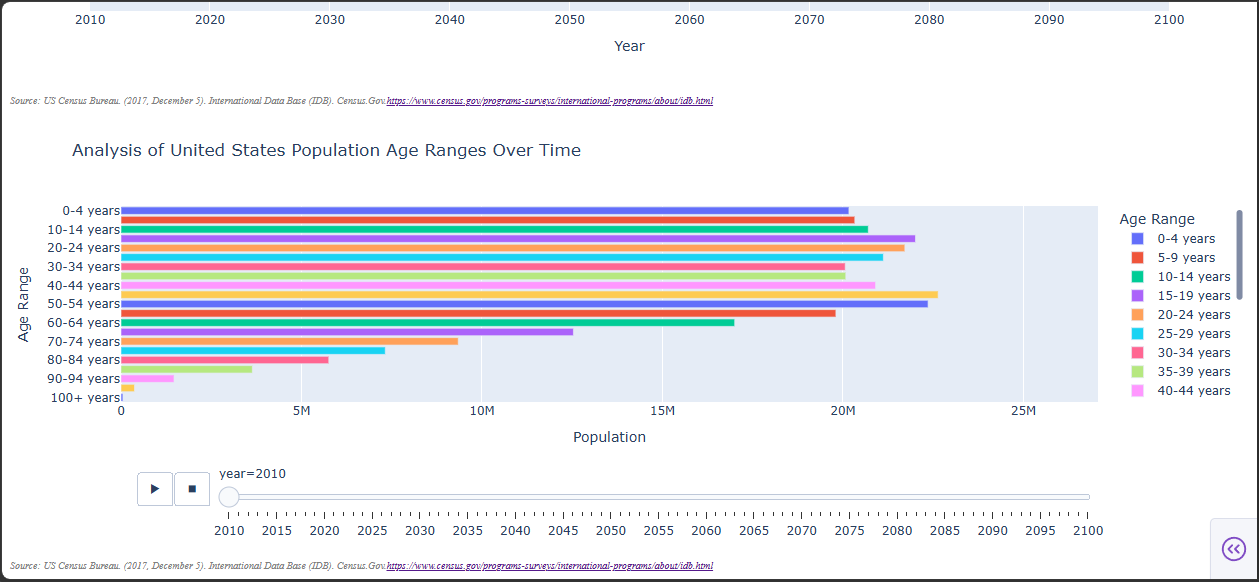 2010 2020 2030 2040 2050 2060 2070 2080 2090 2100
Year
Source: US Census Bureau. (2017, December 5). International Data Base (IDB). Census.Gov.https://www.census.gov/programs-surveys/international-programs/about/idb.html
Analysis of United States Population Age Ranges Over Time
Age Range
0-4 years
10-14 years
20-24 years
30-34 years
40-44 years
50-54 years
60-64 years
70-74 years
80-84 years
90-94 years
100+ years
0 5M 10M 15M 20M 25M
Population
Age Range
0-4 years
5-9 years
10-14 years
15-19 years
20-24 years
25-29 years
30-34 years
35-39 years
40-44 years
year=2010
2010 2015 2020 2025 2030 2035 2040 2045 2050 2055 2060 2065 2070 2075 2080 2085 2090 2095 2100
Source: US Census Bureau. (2017, December 5). International Data Base (IDB). Census.Gov.https://www.census.gov/programs-surveys/international-programs/about/idb.html